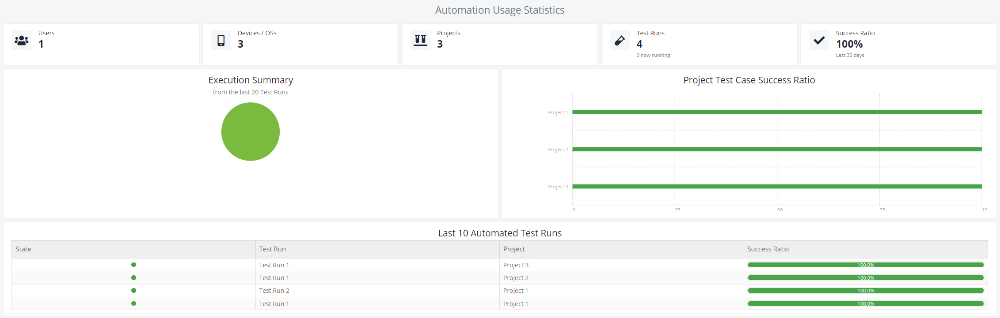 Automation Usage Statistics
Users
1
Devices / OSs
3
Projects
3
Test Runs
4
0 now running
Success Ratio
100%
Last 30 days
Execution Summary
from the last 20 Test Runs
Project Test Case Success Ratio
Project 1
Project 2
Project 3
0 25 50 75 10
Last 10 Automated Test Runs
State Test Run Project Success Ratio
Test Run 1 Project 3 100.0%
Test Run 1 Project 2 100.0%
Test Run 2 Project 1 100.0%
Test Run 1 Project 1 100.0%